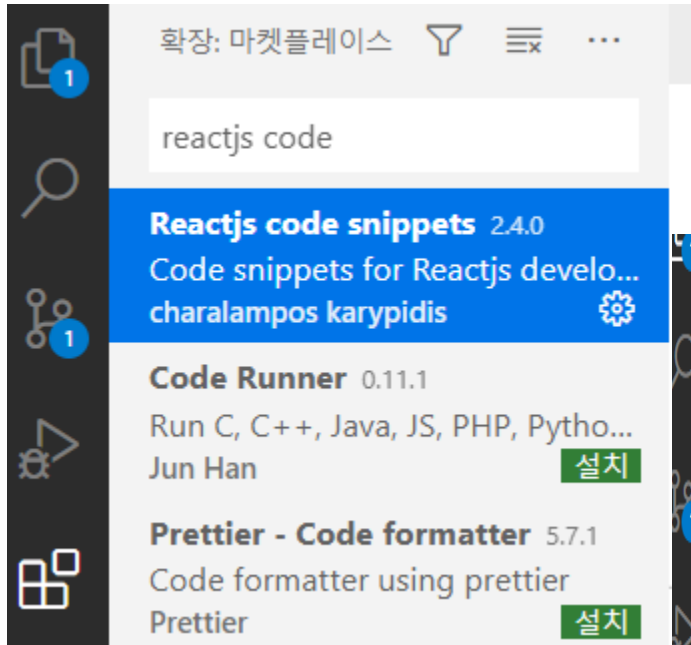 확장: 마켓플레이스
1
reactjs code
Reactjs code snippets 2.4.0
Code snippets for Reactjs develo...
charalampos karypidis
1
Code Runner 0.11.1
Run C, C++, Java, JS, PHP, Pytho...
Jun Han 설치
Prettier - Code formatter 5.7.1
Code formatter using prettier
Prettier 설치